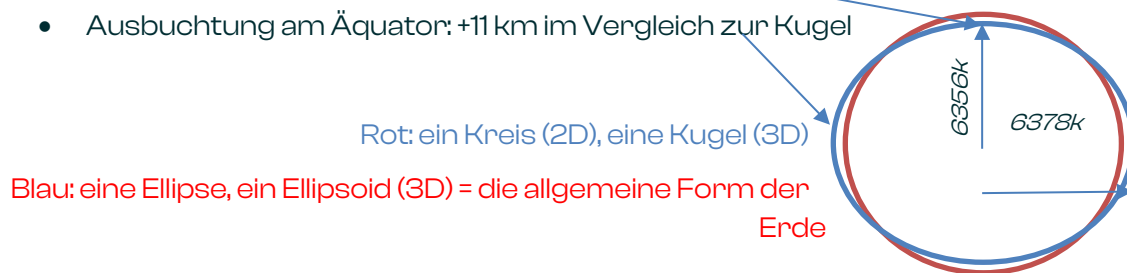 • Ausbuchtung am Äquator: +11 km im Vergleich zur Kugel
6356k
6378k
Rot: ein Kreis (2D), eine Kugel (3D)
Blau: eine Ellipse, ein Ellipsoid (3D) = die allgemeine Form der
Erde